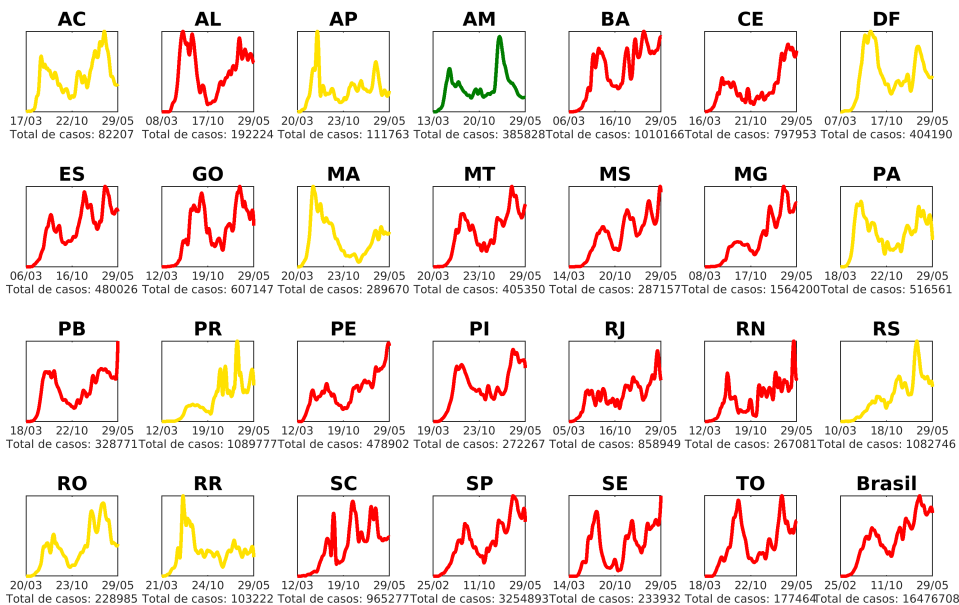 AC AL AP AM BA CE DF
17/03 22/10 29/05 08/03 17/10 29/05 20/03 23/10 29/05 13/03 20/10 29/05 06/03 16/10 29/05 16/03 21/10 29/05 07/03 17/10 29/05
Total de casos: 82207 Total de casos: 192224 Total de casos: 111763 Total de casos: 385828 Total de casos: 1010166 Total de casos: 797953 Total de casos: 404190
ES GO MA MT MS MG PA
06/03 16/10 29/05 12/03 19/10 29/05 20/03 23/10 29/05 20/03 23/10 29/05 14/03 20/10 29/05 08/03 17/10 29/05 18/03 22/10 29/05
Total de casos: 480026 Total de casos: 607147 Total de casos: 289670 Total de casos: 405350 Total de casos: 287157 Total de casos: 1564200 Total de casos: 516561
PB PR PE PI RJ RN RS
18/03 22/10 29/05 12/03 19/10 29/05 12/03 19/10 29/05 19/03 23/10 29/05 05/03 16/10 29/05 12/03 19/10 29/05 10/03 18/10 29/05
Total de casos: 328771 Total de casos: 1089777 Total de casos: 478902 Total de casos: 272267 Total de casos: 858949 Total de casos: 267081 Total de casos: 1082746
RO RR SC SP SE TO Brasil
20/03 23/10 29/05 21/03 24/10 29/05 12/03 19/10 29/05 25/02 11/10 29/05 14/03 20/10 29/05 18/03 22/10 29/05 25/02 11/10 29/05
Total de casos: 228985 Total de casos: 103222 Total de casos: 965277 Total de casos: 3254893 Total de casos: 233932 Total de casos: 177464 Total de casos: 16476708